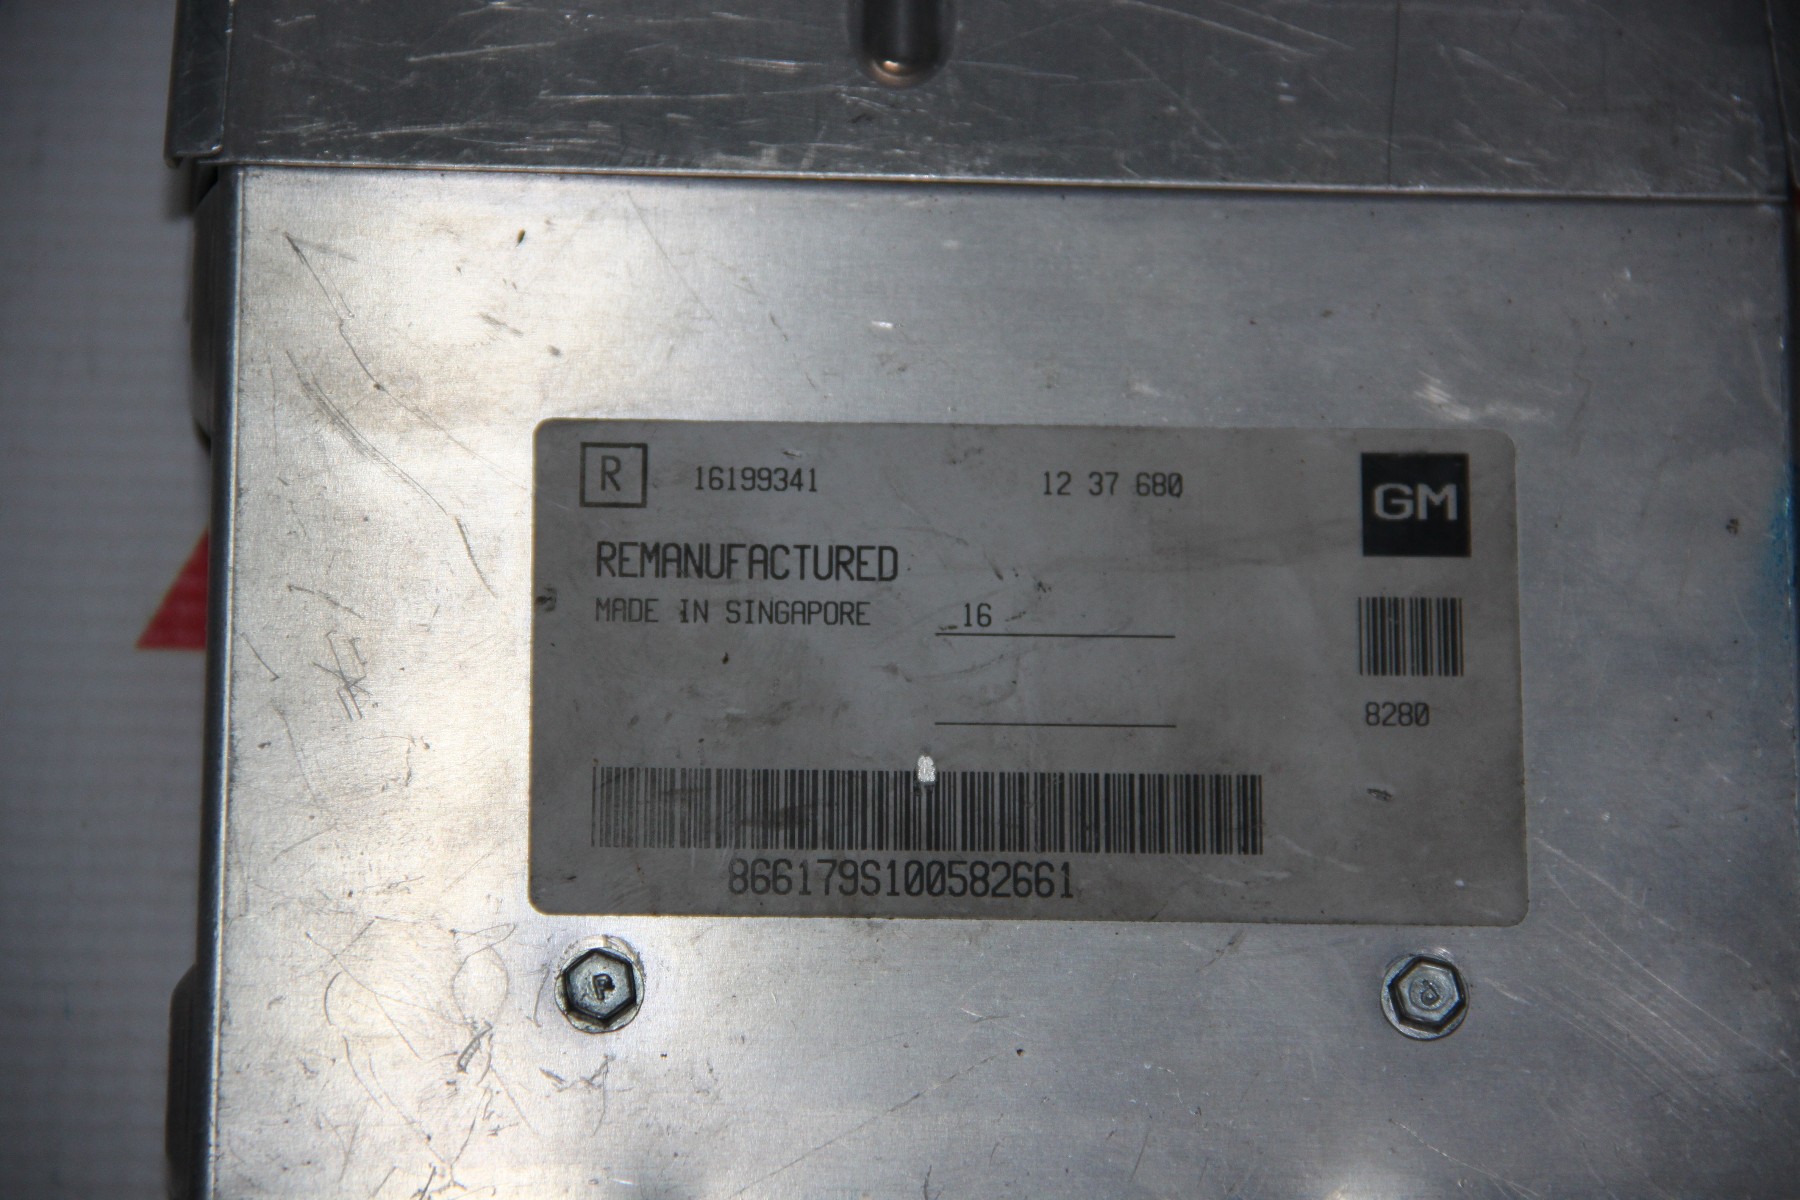 R 16199341 12 37 680 GM
REMANUFACTURED
MADE IN SINGAPORE 16
8280
866179S100582661
P
P